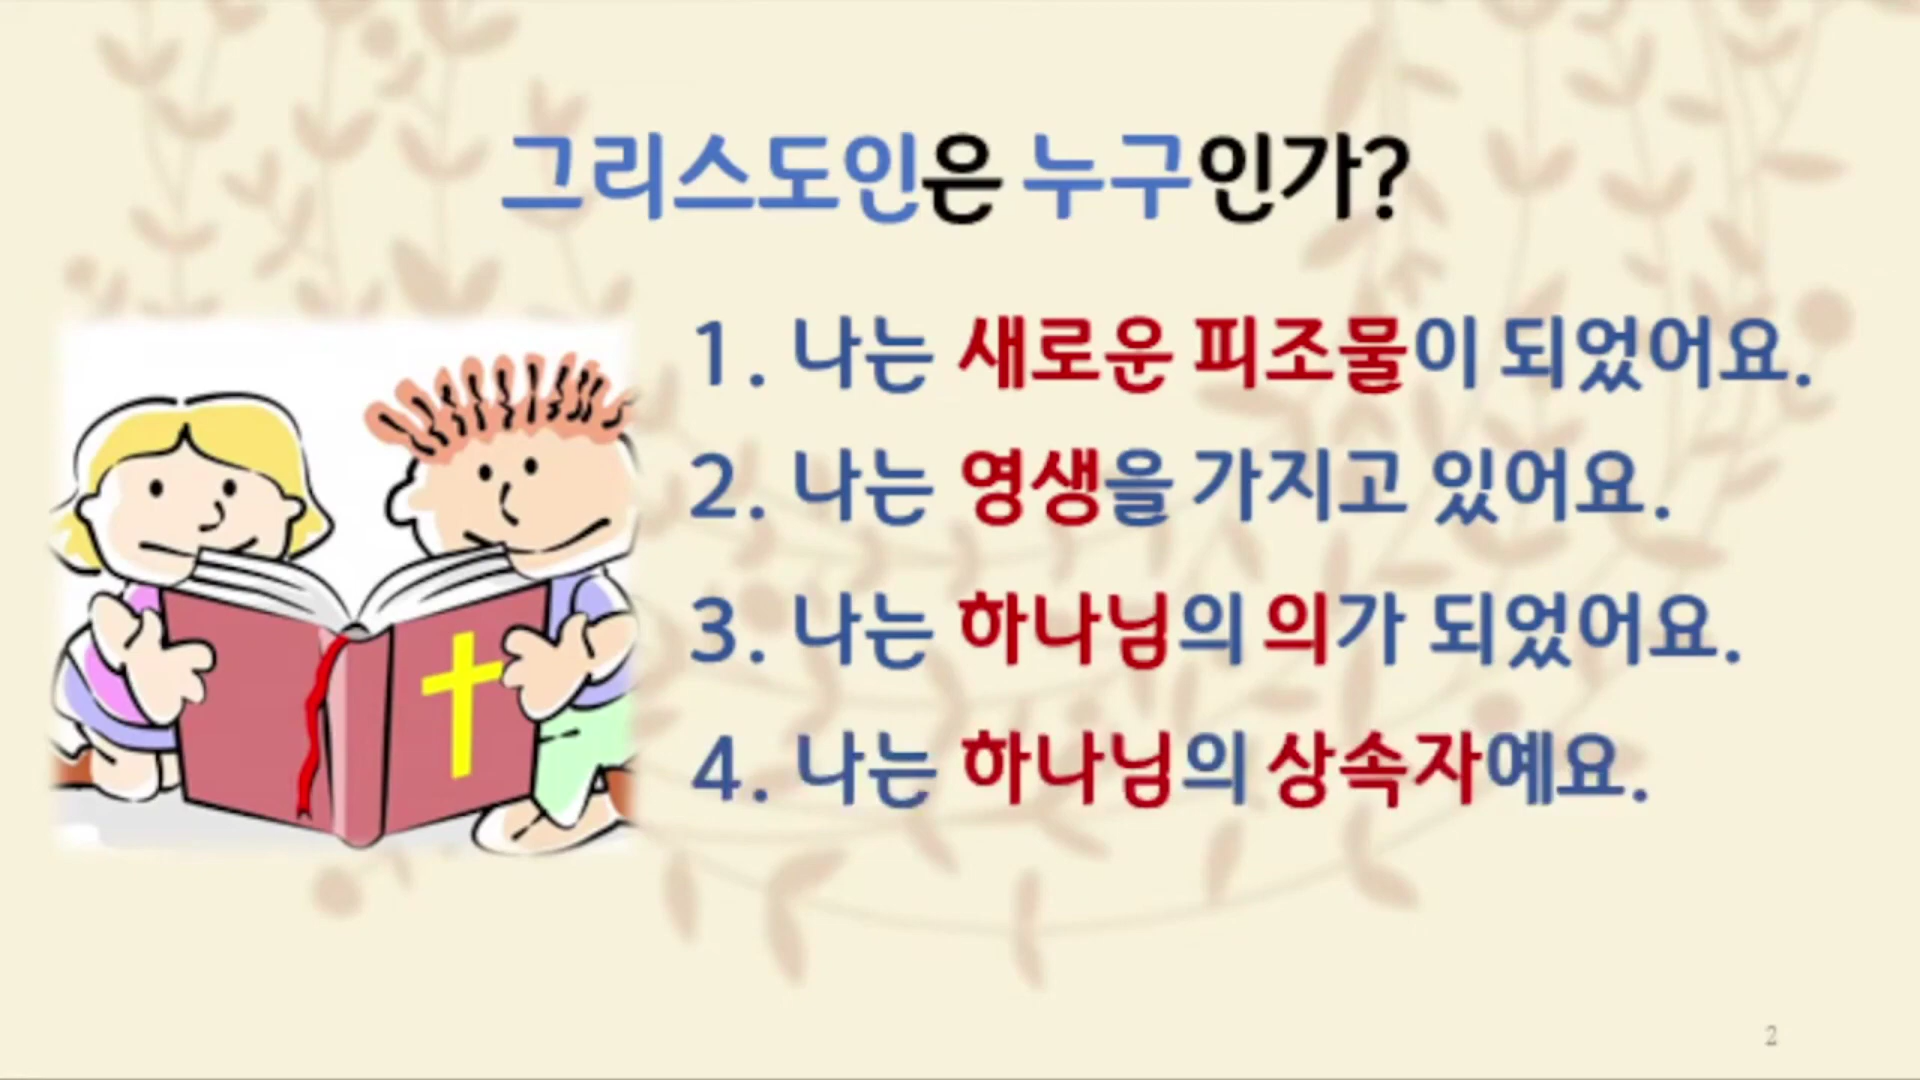 그리스도인은 누구인가?
1. 나는 새로운 피조물이 되었어요.
2. 나는 영생을 가지고 있어요.
3. 나는 하나님의 의가 되었어요.
4. 나는 하나님의 상속자예요.
2